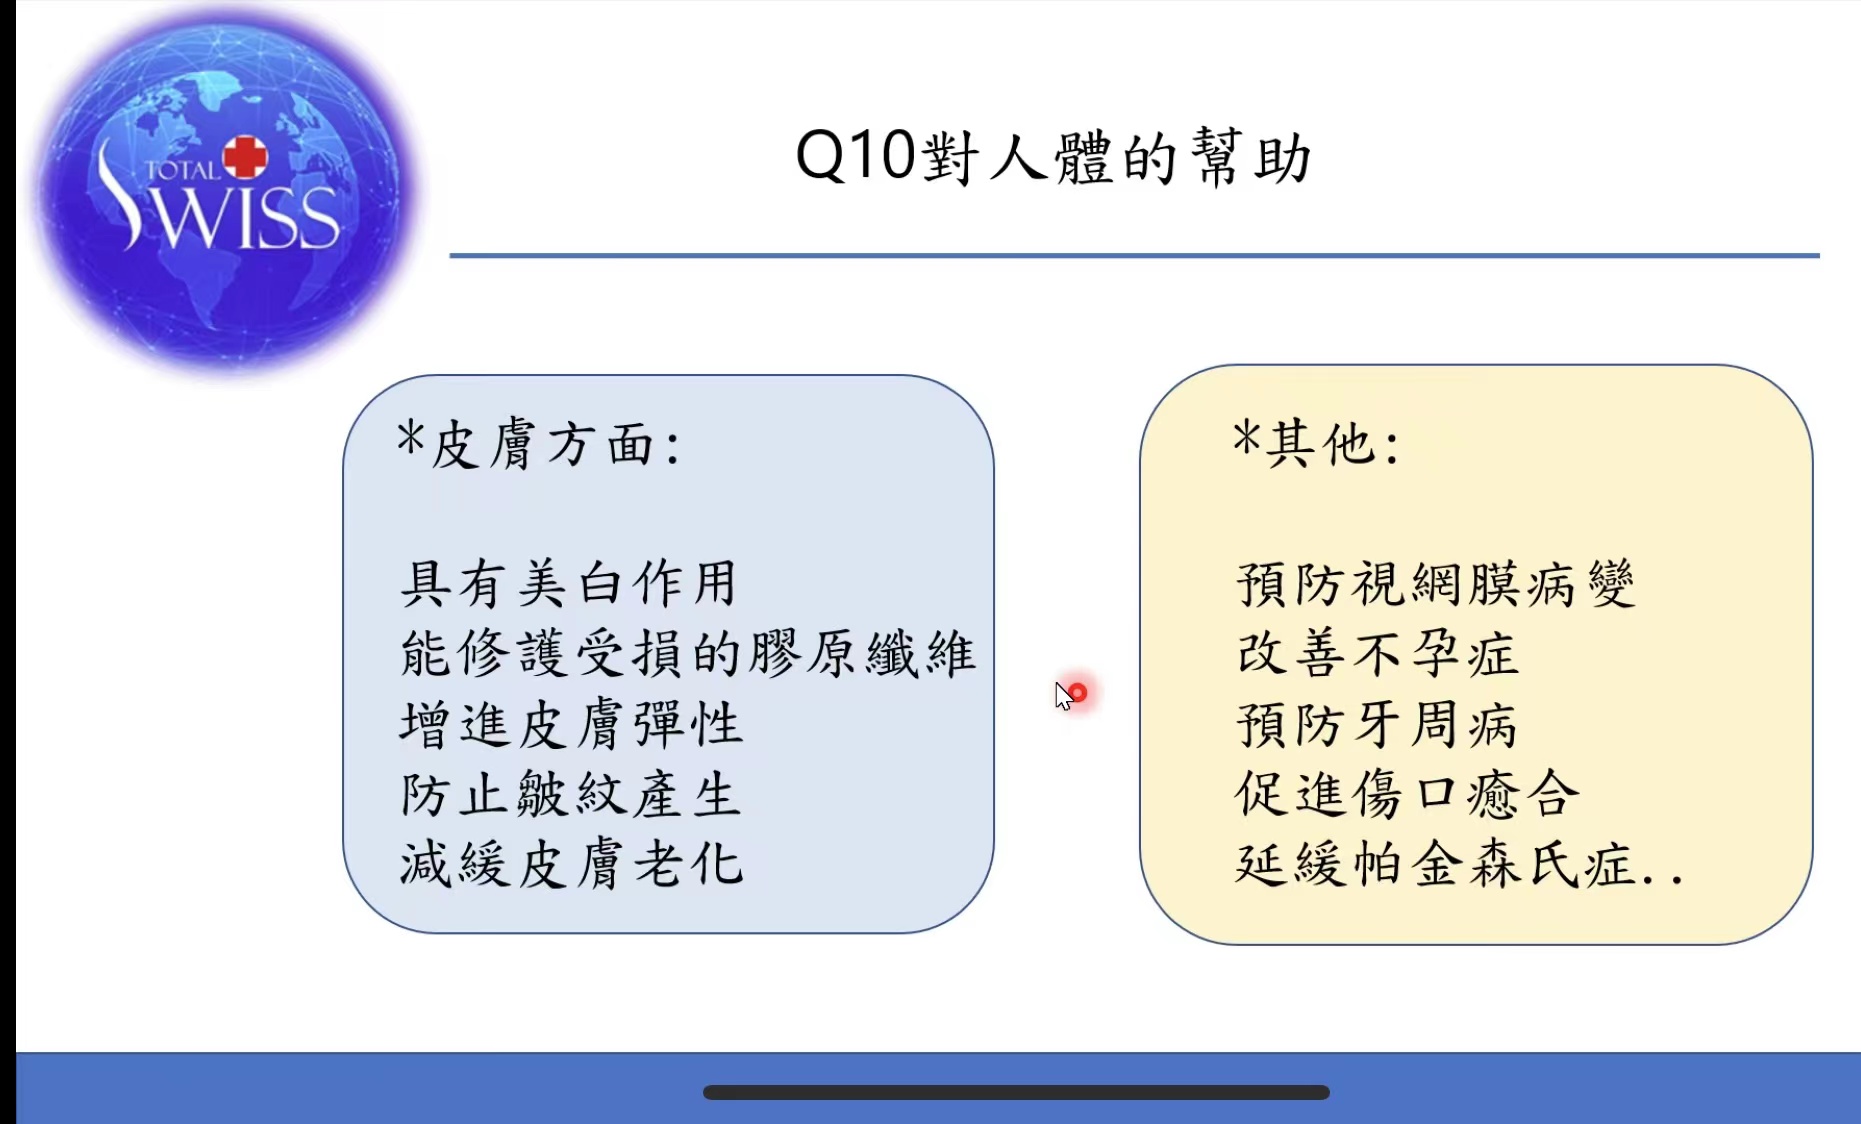 TOTAL
SWISS
Q10對人體的幫助
*皮膚方面:
具有美白作用
能修護受損的膠原纖維
增進皮膚彈性
防止皺紋產生
減緩皮膚老化
*其他:
預防視網膜病變
改善不孕症
預防牙周病
促進傷口癒合
延緩帕金森氏症..